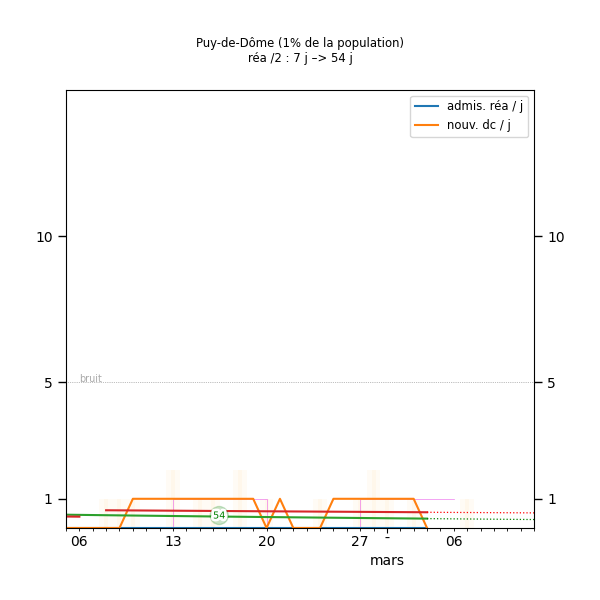 Puy-de-Dôme (1% de la population)
réa /2 : 7 j –> 54 j
admis. réa / j
nouv. dc / j
10 10
bruit
5 5
1 1
54
06 13 20 27 - 06
mars